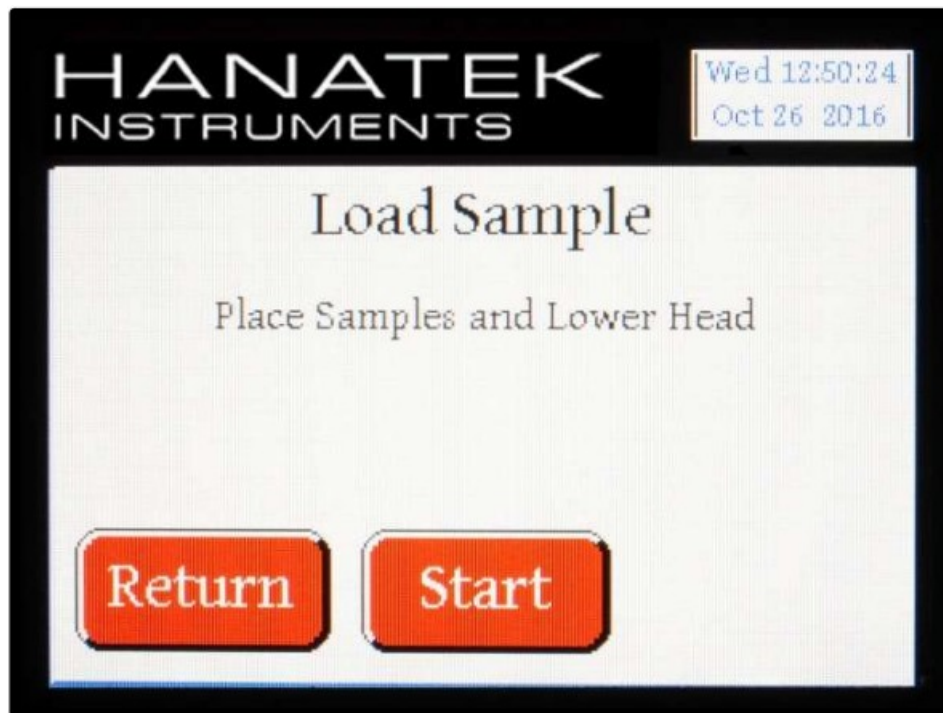 HANATEK
INSTRUMENTS
Wed 12:50:24
Oct 26 2016
Load Sample
Place Samples and Lower Head
Return
Start